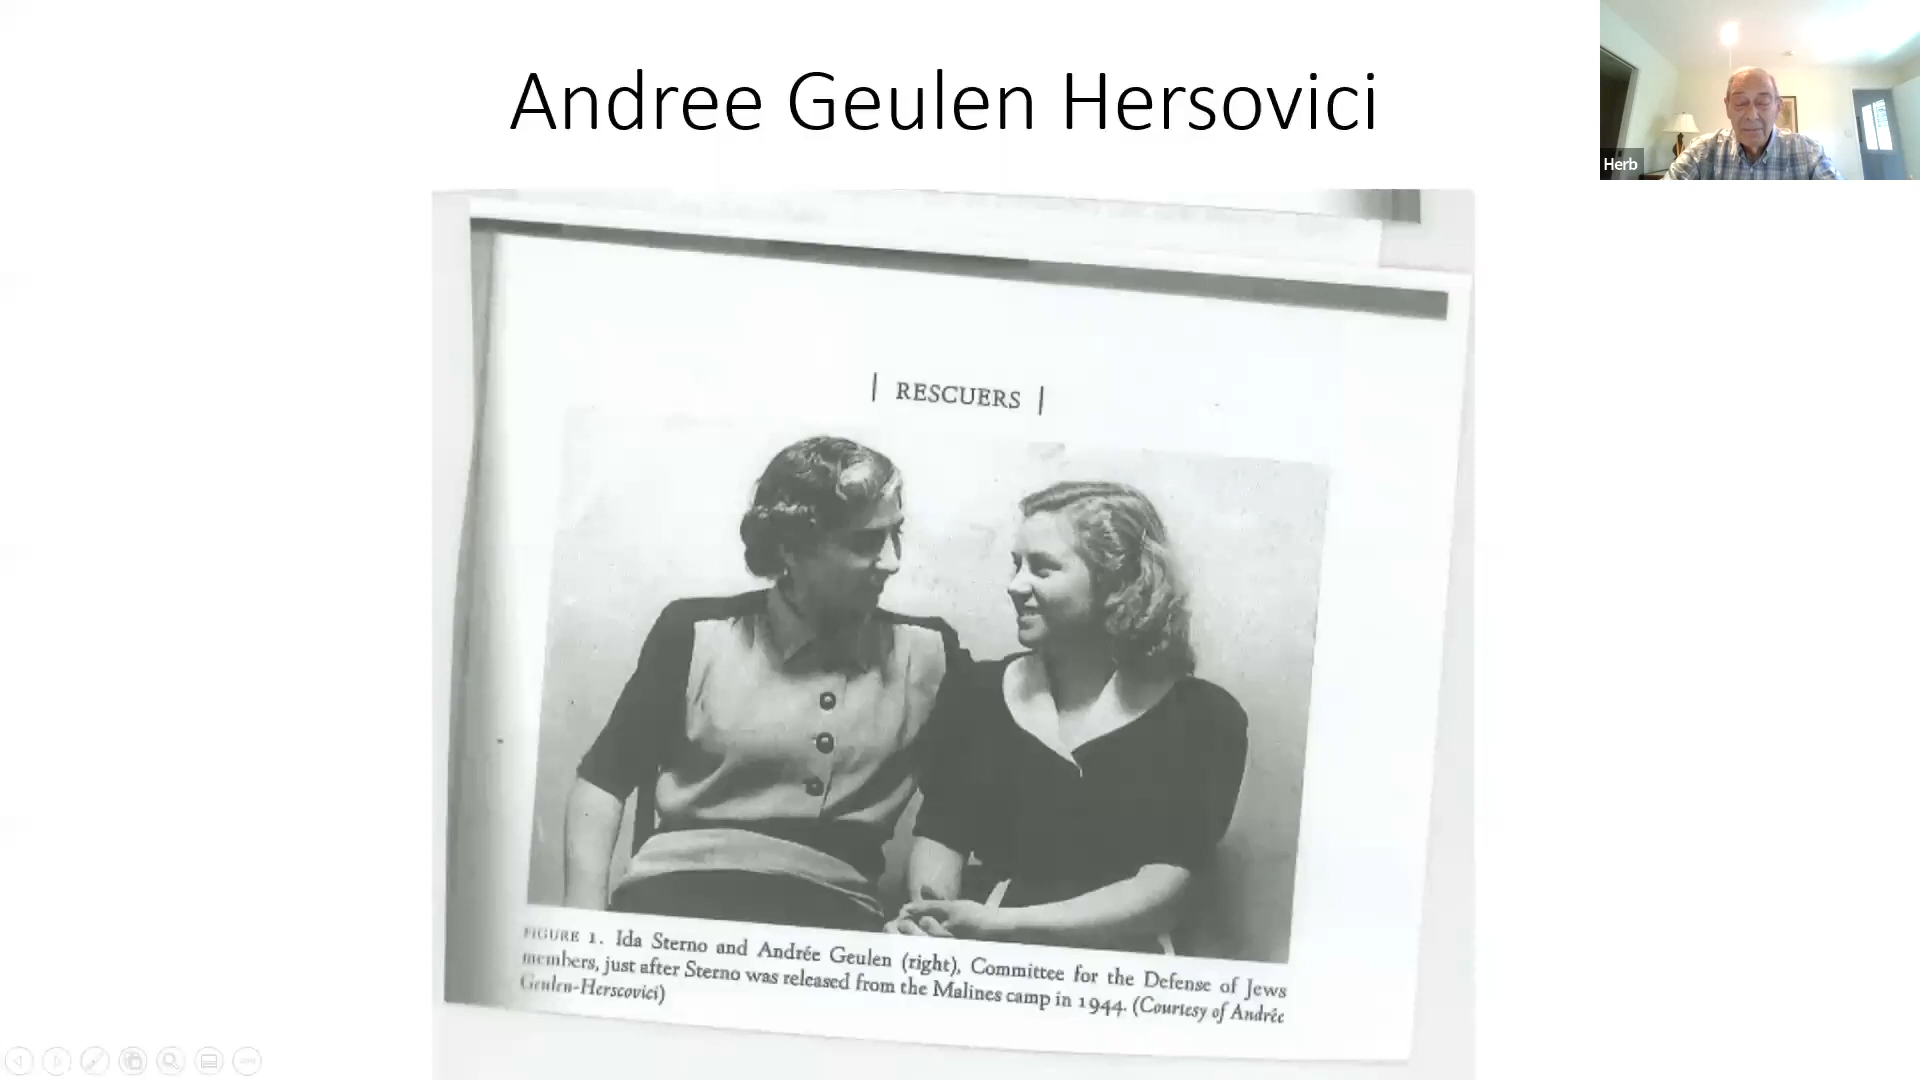 Andree Geulen Hersovici
Herb
| RESCUERS |
FIGURE 1. Ida Sterno and Andrée Geulen (right), Committee for the Defense of Jews
members, just after Sterno was released from the Malines camp in 1944. (Courtesy of Andrée
Geulen-Herscovici)